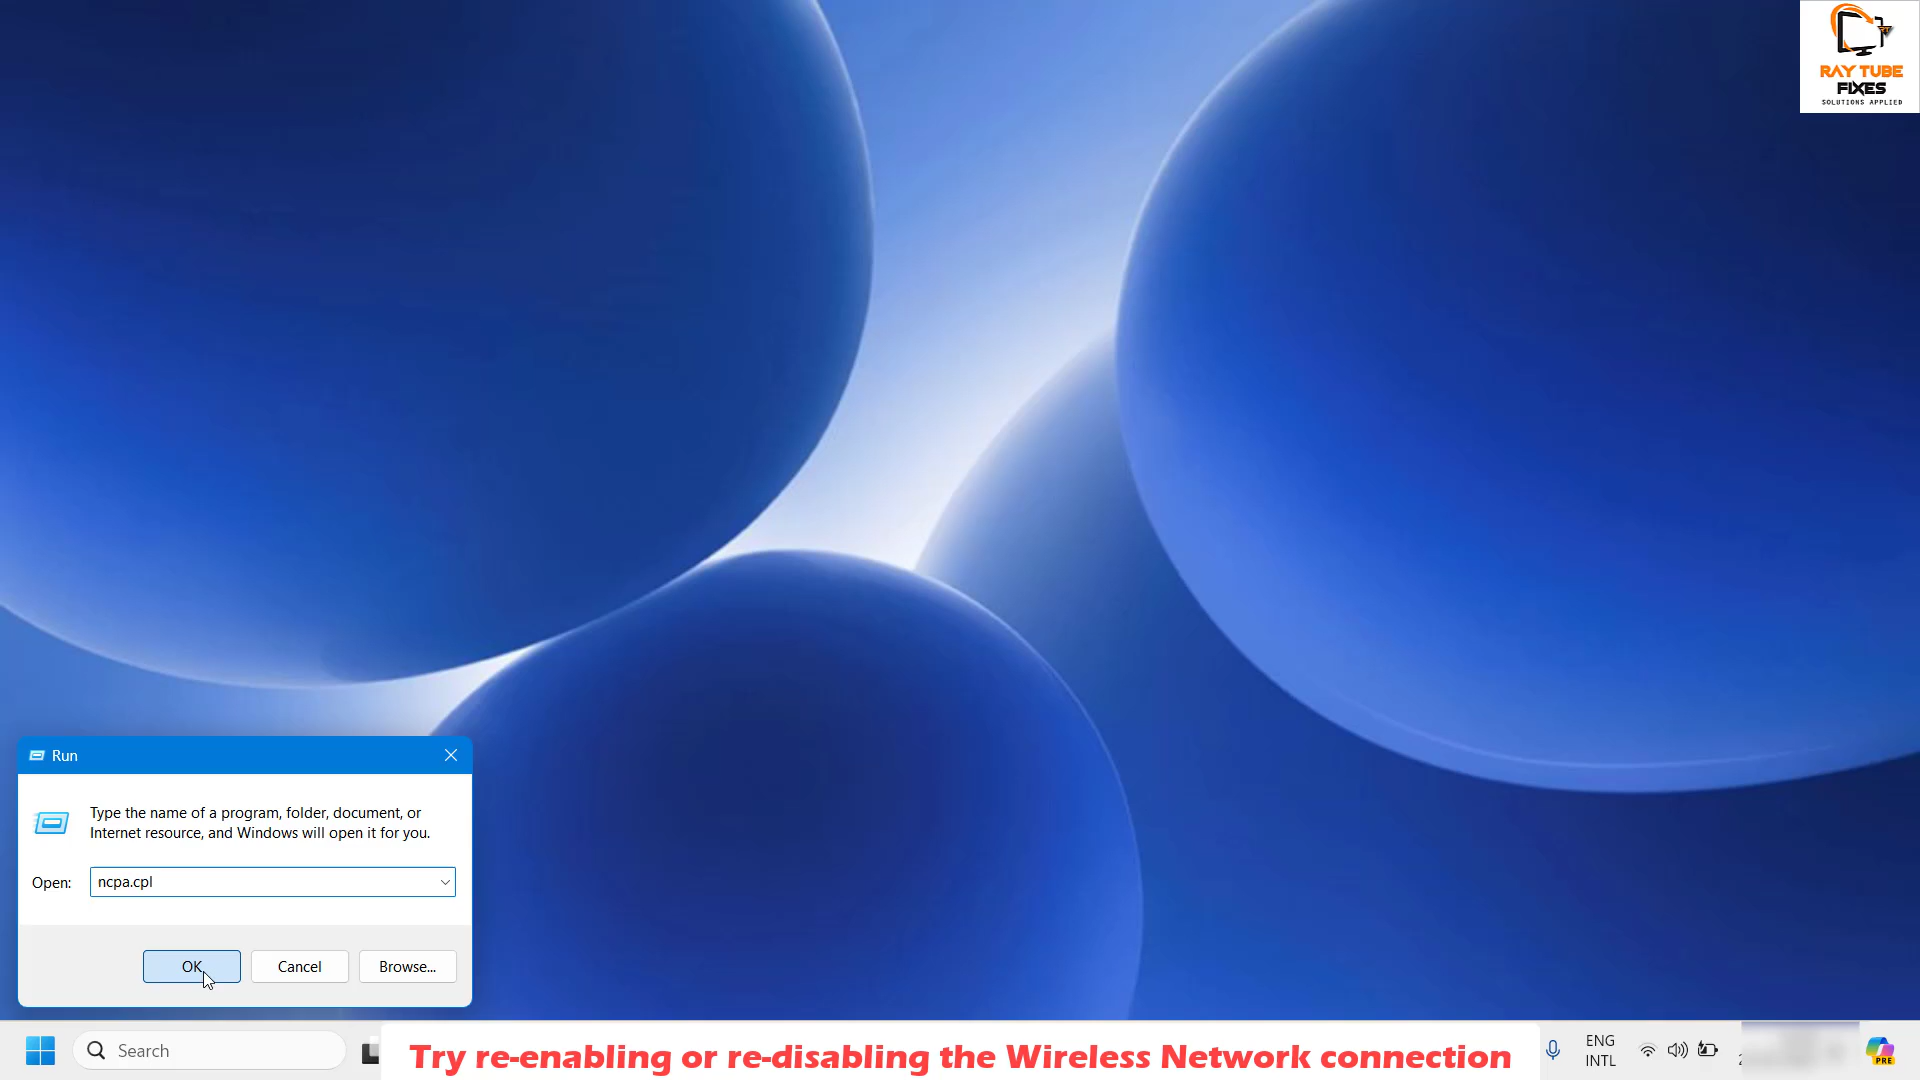 RAY TUBE
FIXES
SOLUTIONS APPLIED
Run
Type the name of a program, folder, document, or
Internet resource, and Windows will open it for you.
Open:
ncpa.cpl
OK
Cancel
Browse...
Search
Try re-enabling or re-disabling the Wireless Network connection
ENG
INTL
PRE